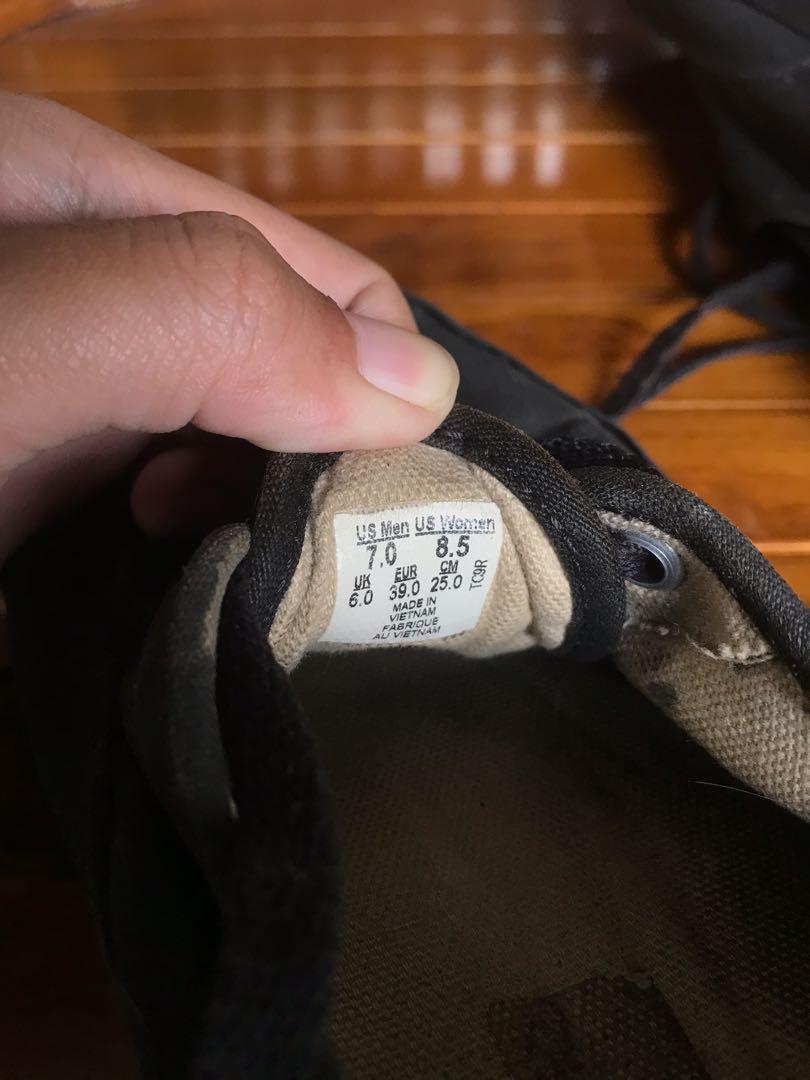 US Men US Women
7.0 8.5
UK EUR CM
6.0 39.0 25.0
MADE IN
VIETNAM
FABRIQUE
AU VIETNAM